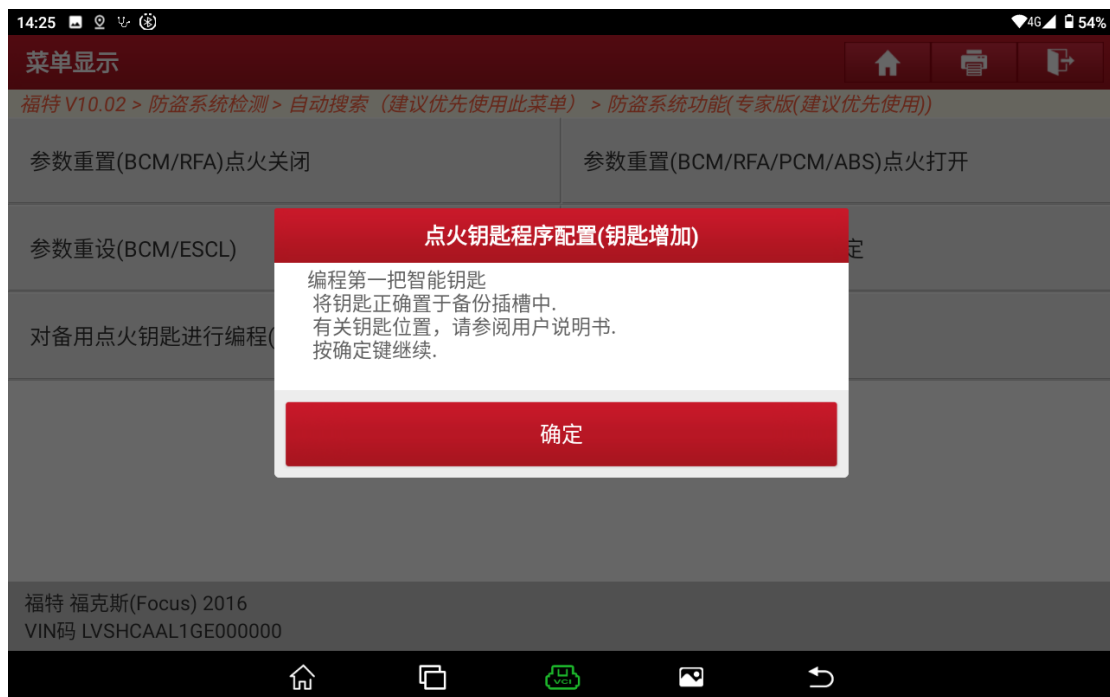 14:25
4G 54%
菜单显示
福特 V10.02 > 防盗系统检测 > 自动搜索（建议优先使用此菜单） > 防盗系统功能(专家版(建议优先使用))
参数重置(BCM/RFA)点火关闭
参数重置(BCM/RFA/PCM/ABS)点火打开
点火钥匙程序配置(钥匙增加)
参数重设(BCM/ESCL)
定
编程第一把智能钥匙
将钥匙正确置于备份插槽中.
有关钥匙位置，请参阅用户说明书.
按确定键继续.
对备用点火钥匙进行编程(
确定
福特 福克斯(Focus) 2016
VIN码 LVSHCAAL1GE000000
VCI